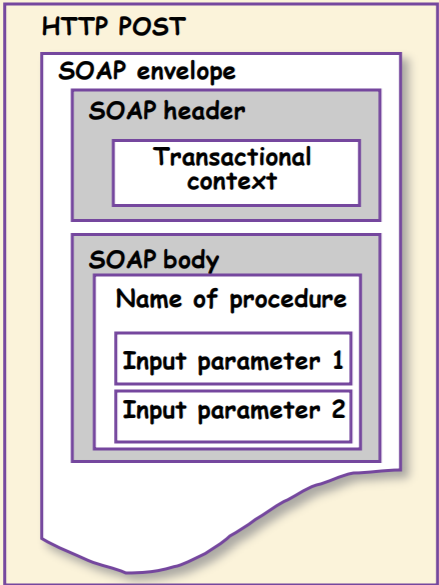 HTTP POST
SOAP envelope
SOAP header
Transactional
context
SOAP body
Name of procedure
Input parameter 1
Input parameter 2